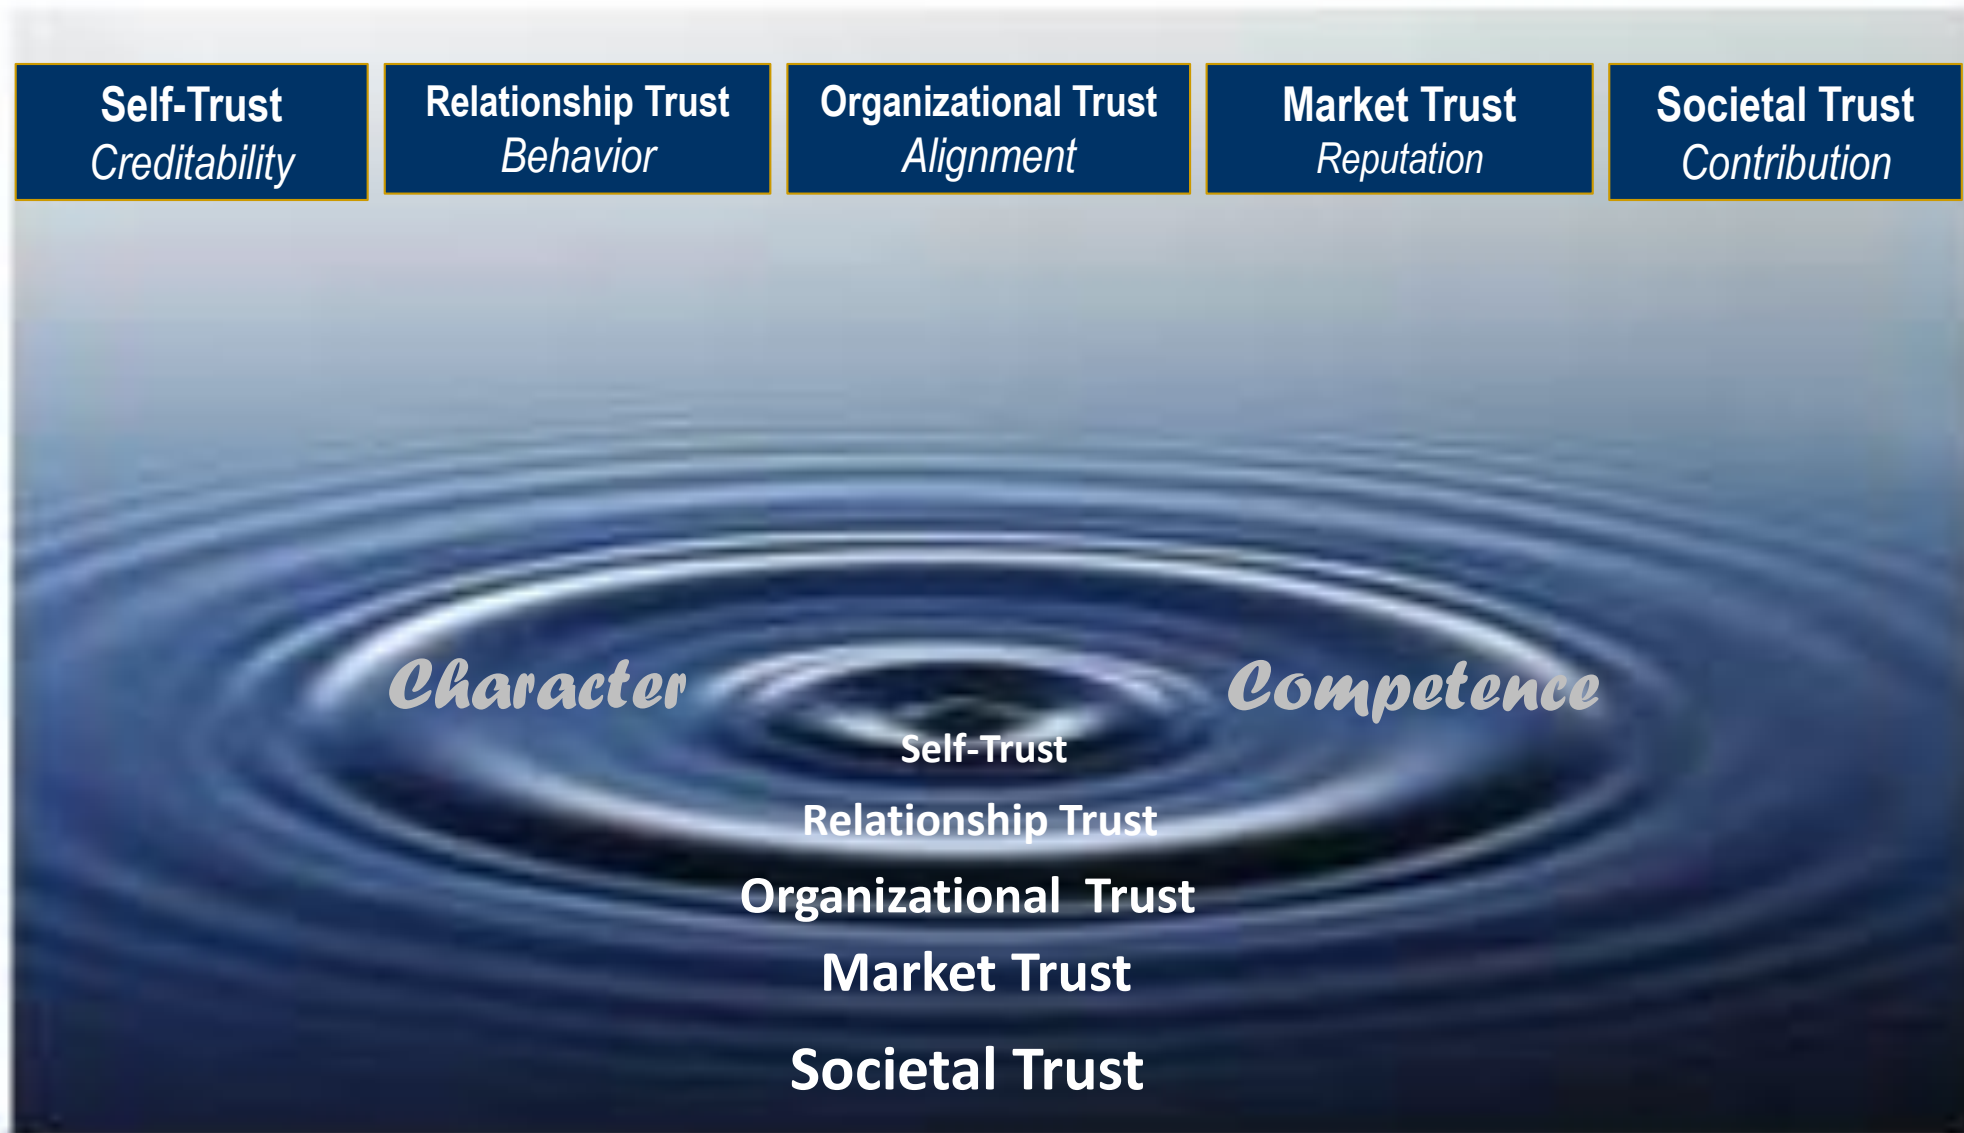 Self-Trust
Creditability
Relationship Trust
Behavior
Organizational Trust
Alignment
Market Trust
Reputation
Societal Trust
Contribution
Character
Competence
Self-Trust
Relationship Trust
Organizational  Trust
Market Trust
Societal Trust